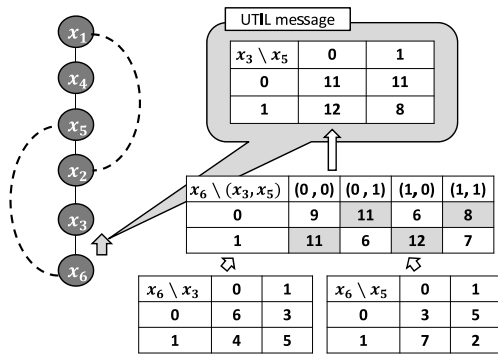 UTIL message
x₃ \ x₅ 0 1
0 11 11
1 12 8
x₁
x₄
x₅
x₂
x₃
x₆
x₆ \ (x₃, x₅) (0 , 0) (0 , 1) (1 , 0) (1 , 1)
0 9 11 6 8
1 11 6 12 7
x₆ \ x₃ 0 1
0 6 3
1 4 5
x₆ \ x₅ 0 1
0 3 5
1 7 2